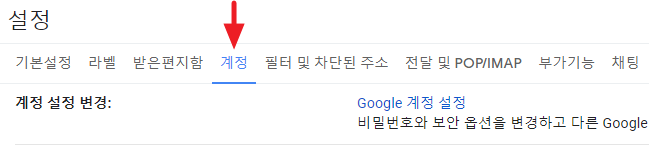 설정
기본설정 라벨 받은편지함 계정 필터 및 차단된 주소 전달 및 POP/IMAP 부가기능 채팅
계정 설정 변경: Google 계정 설정
비밀번호와 보안 옵션을 변경하고 다른 Google